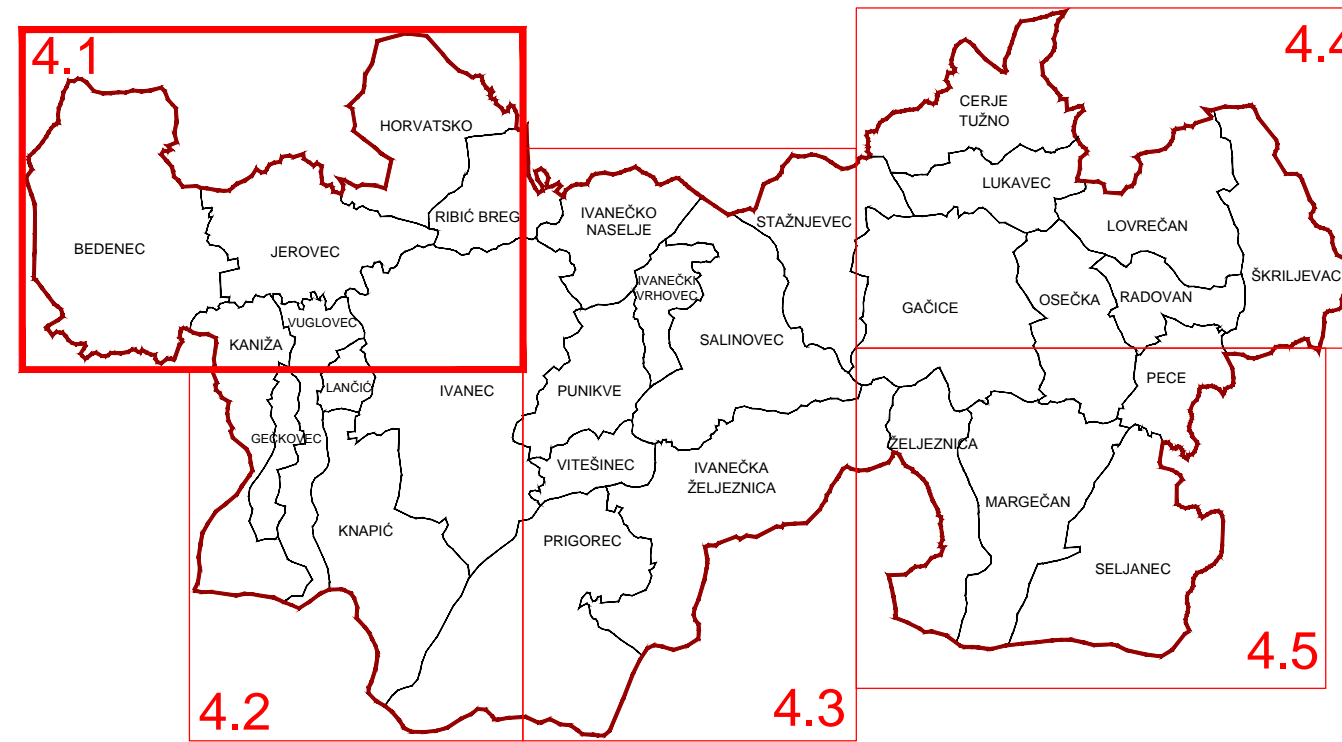 4.1
4.4
HORVATSKO
CERJE
TUŽNO
BEDENEC
JEROVEC
RIBIĆ BREG
IVANEČKO
NASELJE
STAŽNJEVEC
LUKAVEC
LOVREČAN
ŠKRILJEVAC
KANIŽA
VUGLOVEC
IVANEČKI
VRHOVEC
SALINOVEC
GAČICE
OSEČKA
RADOVAN
LANČIĆ
IVANEC
PUNIKVE
PECE
GEČKOVEC
VITEŠINEC
IVANEČKA
ŽELJEZNICA
ŽELJEZNICA
MARGEČAN
KNAPIĆ
PRIGOREC
SELJANEC
4.2
4.3
4.5